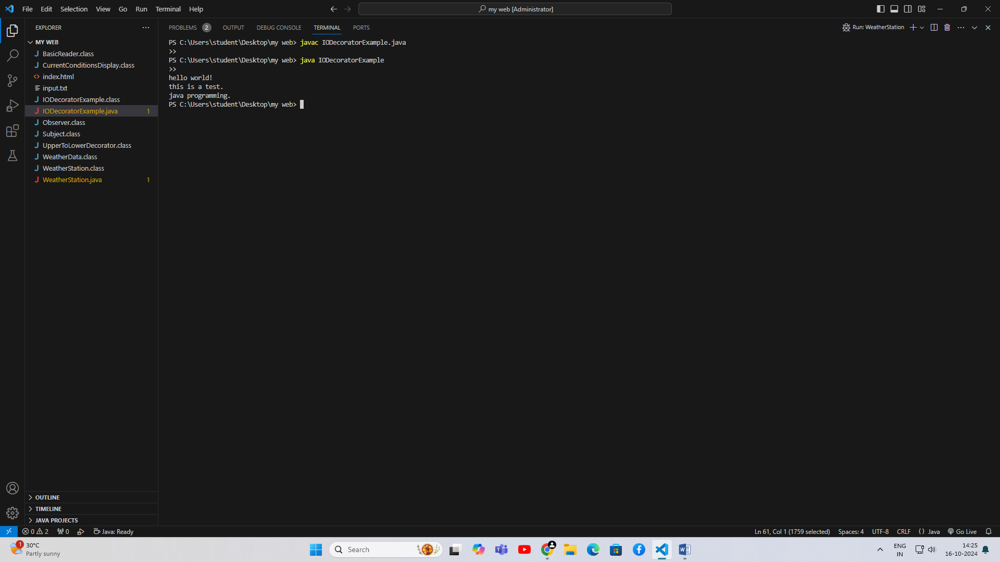 File Edit Selection View Go Run Terminal Help
my web [Administrator]
EXPLORER
MY WEB
BasicReader.class
CurrentConditionsDisplay.class
index.html
input.txt
IODecoratorExample.class
IODecoratorExample.java 1
Observer.class
Subject.class
UpperToLowerDecorator.class
WeatherData.class
WeatherStation.class
WeatherStation.java 1
OUTLINE
TIMELINE
JAVA PROJECTS
PROBLEMS 2 OUTPUT DEBUG CONSOLE TERMINAL PORTS
Run: WeatherStation
PS C:\Users\student\Desktop\my web> javac IODecoratorExample.java
>>
PS C:\Users\student\Desktop\my web> java IODecoratorExample
>>
hello world!
this is a test.
java programming.
PS C:\Users\student\Desktop\my web>
0 2 0 Java: Ready
Ln 61, Col 1 (1759 selected) Spaces: 4 UTF-8 CRLF {} Java Go Live
1
30°C
Partly sunny
Search
ENG
IN
14:25
16-10-2024